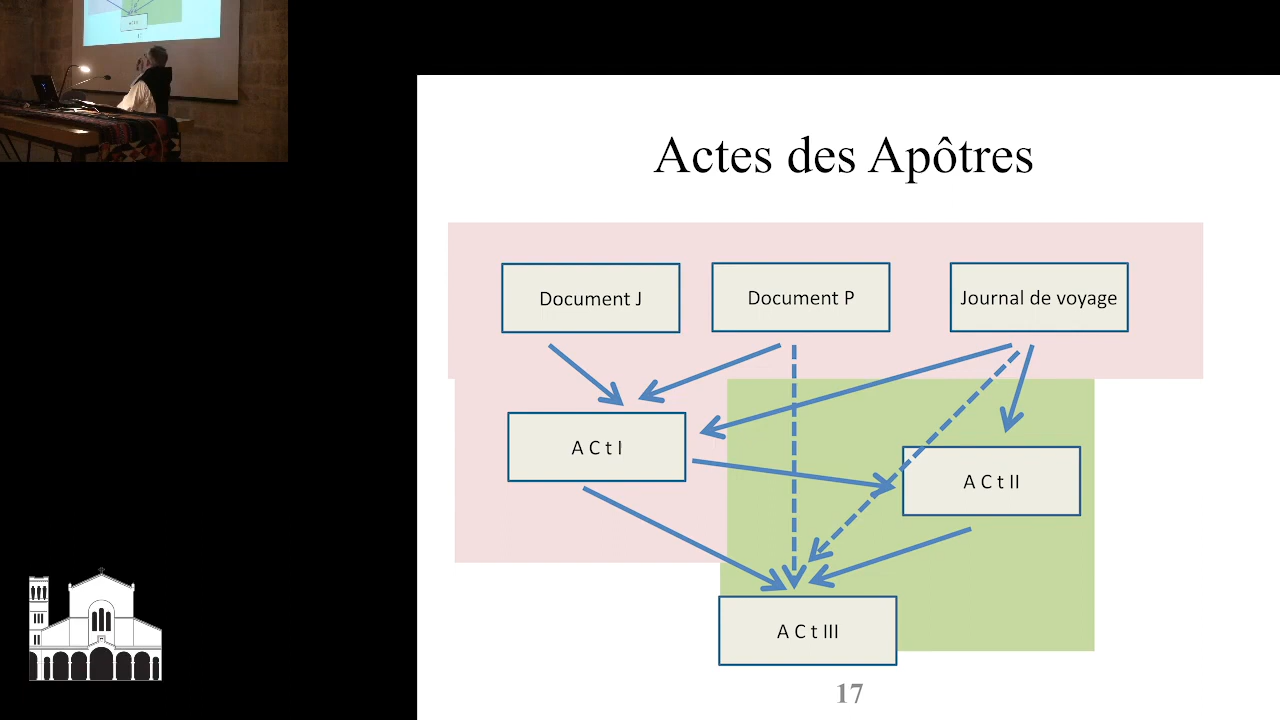 Actes des Apôtres
Document J
Document P
Journal de voyage
A C t I
A C t II
A C t III
17